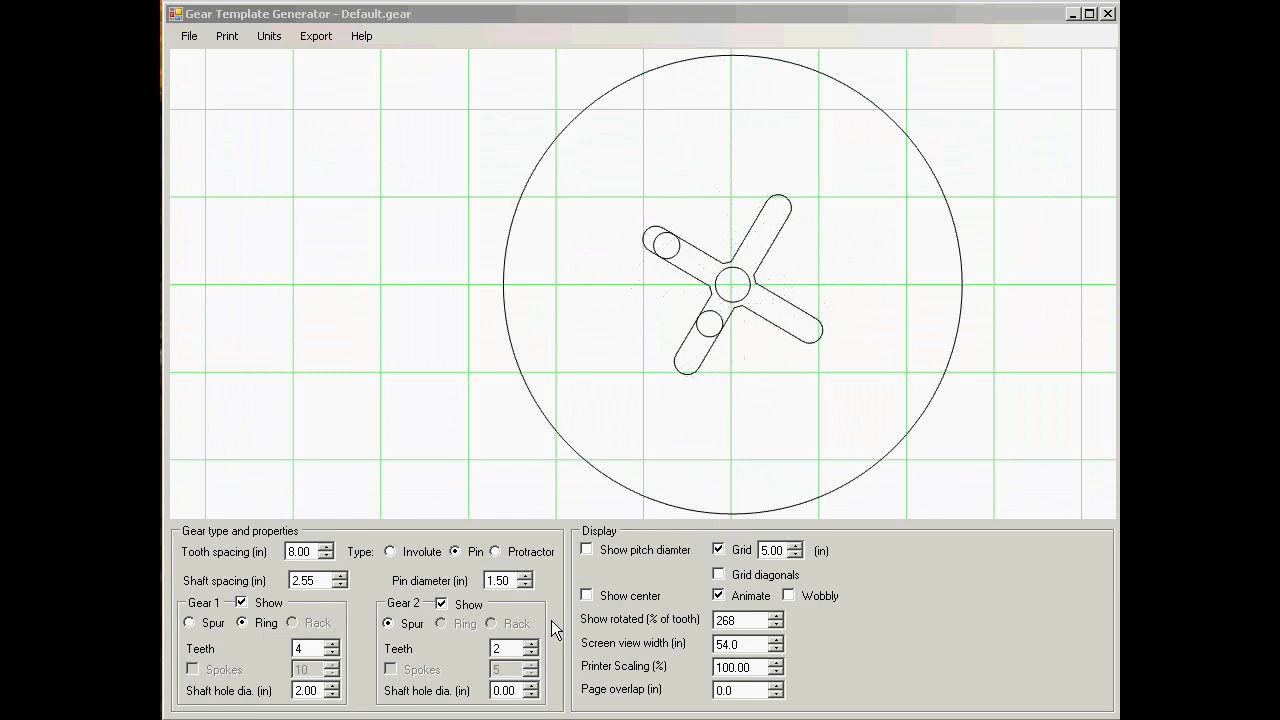 Gear Template Generator - Default.gear
File Print Units Export Help
Gear type and properties
Tooth spacing (in) 8.00 Type: Involute Pin Protractor
Shaft spacing (in) 2.55 Pin diameter (in) 1.50
Gear 1 Show
Spur Ring Rack
Teeth 4
Spokes 10
Shaft hole dia. (in) 2.00
Gear 2 Show
Spur Ring Rack
Teeth 2
Spokes 5
Shaft hole dia. (in) 0.00
Display
Show pitch diamter Grid 5.00 (in)
Grid diagonals
Show center Animate Wobbly
Show rotated (% of tooth) 268
Screen view width (in) 54.0
Printer Scaling (%) 100.00
Page overlap (in) 0.0